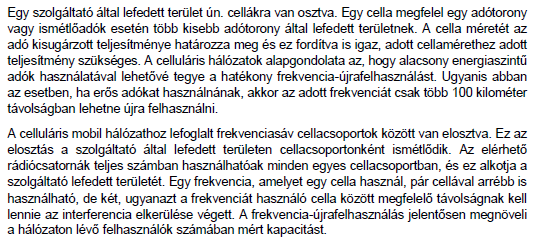 Egy szolgáltató által lefedett terület ún. cellákra van osztva. Egy cella megfelel egy adótorony
vagy ismétlőadók esetén több kisebb adótorony által lefedett területnek. A cella méretét az
adó kisugárzott teljesítménye határozza meg és ez fordítva is igaz, adott cellamérethez adott
teljesítmény szükséges. A celluláris hálózatok alapgondolata az, hogy alacsony energiaszintű
adók használatával lehetővé tegye a hatékony frekvencia-újrafelhasználást. Ugyanis abban
az esetben, ha erős adókat használnának, akkor az adott frekvenciát csak több 100 kilométer
távolságban lehetne újra felhasználni.
A celluláris mobil hálózathoz lefoglalt frekvenciasáv cellacsoportok között van elosztva. Ez az
elosztás a szolgáltató által lefedett területen cellacsoportonként ismétlődik. Az elérhető
rádiócsatornák teljes számban használhatóak minden egyes cellacsoportban, és ez alkotja a
szolgáltató lefedett területét. Egy frekvencia, amelyet egy cella használ, pár cellával arrébb is
használható, de két, ugyanazt a frekvenciát használó cella között megfelelő távolságnak kell
lennie az interferencia elkerülése végett. A frekvencia-újrafelhasználás jelentősen megnöveli
a hálózaton lévő felhasználók számában mért kapacitást.